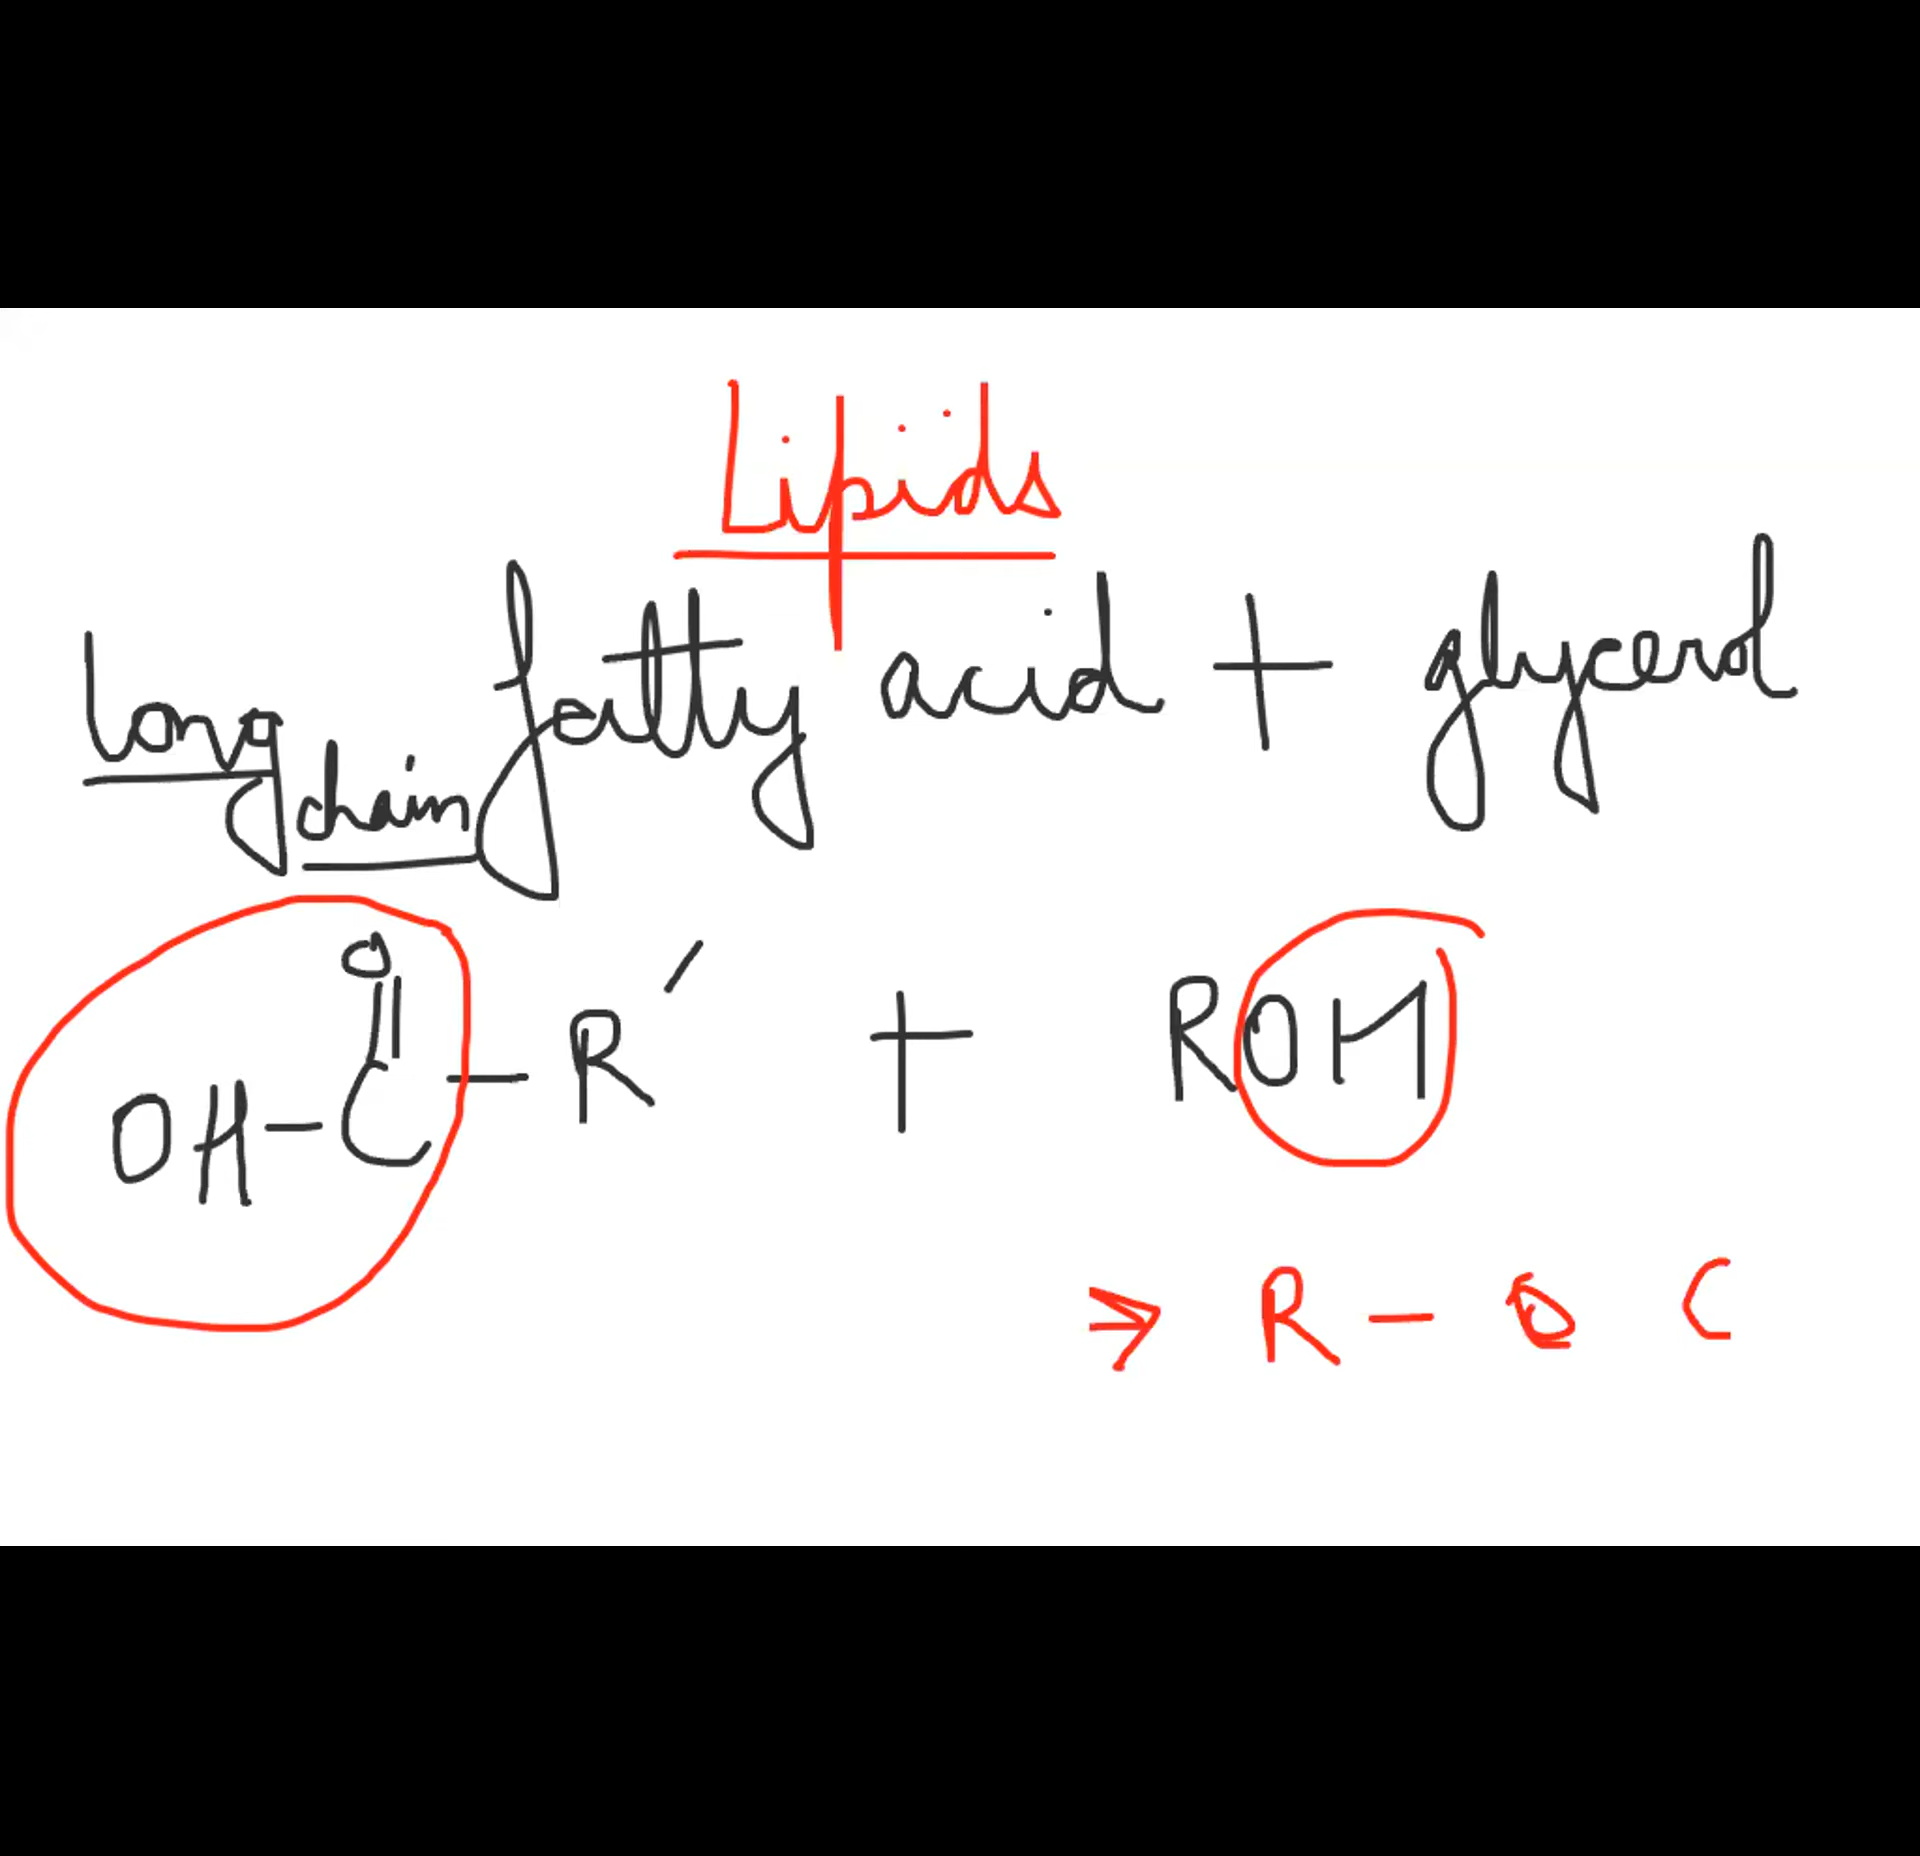 Lipids
Long chain fatty acid + glycerol
O
||
OH-C-R' + ROH
⇒ R - O C